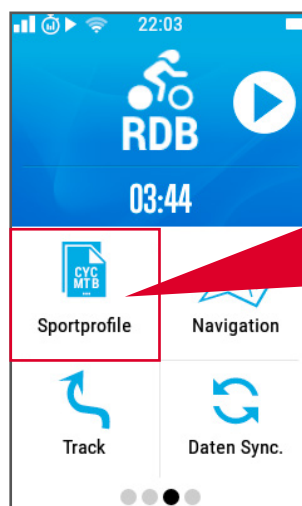 22:03
RDB
03:44
CYC
MTB
Sportprofile
Navigation
Track
Daten Sync.